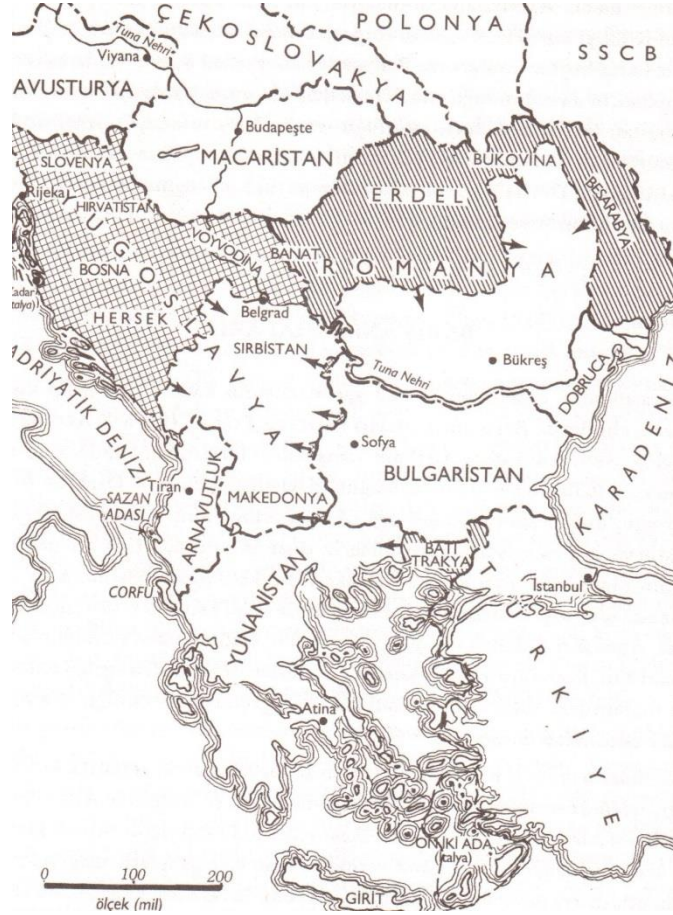 ÇEKOSLOVAKYA
POLONYA
SSCB
Tuna Nehri
Viyana
AVUSTURYA
Budapeşte
MACARİSTAN
BUKOVİNA
BESARABYA
SLOVENYA
ERDEL
Rijeka
HIRVATİSTAN
VOYVODİNA
BANAT
ROMANYA
YUGOSLAVYA
BOSNA
HERSEK
Belgrad
SIRBİSTAN
Tuna Nehri
Bükreş
DOBRUCA
ADRİYATİK DENİZİ
KARADENİZ
Sofya
BULGARİSTAN
Tiran
ARNAVUTLUK
MAKEDONYA
SAZAN
ADASI
BATI
TRAKYA
İstanbul
CORFU
YUNANİSTAN
TÜRKİYE
Atina
ON İKİ ADA
(İtalya)
GİRİT
0 100 200
ölçek (mil)